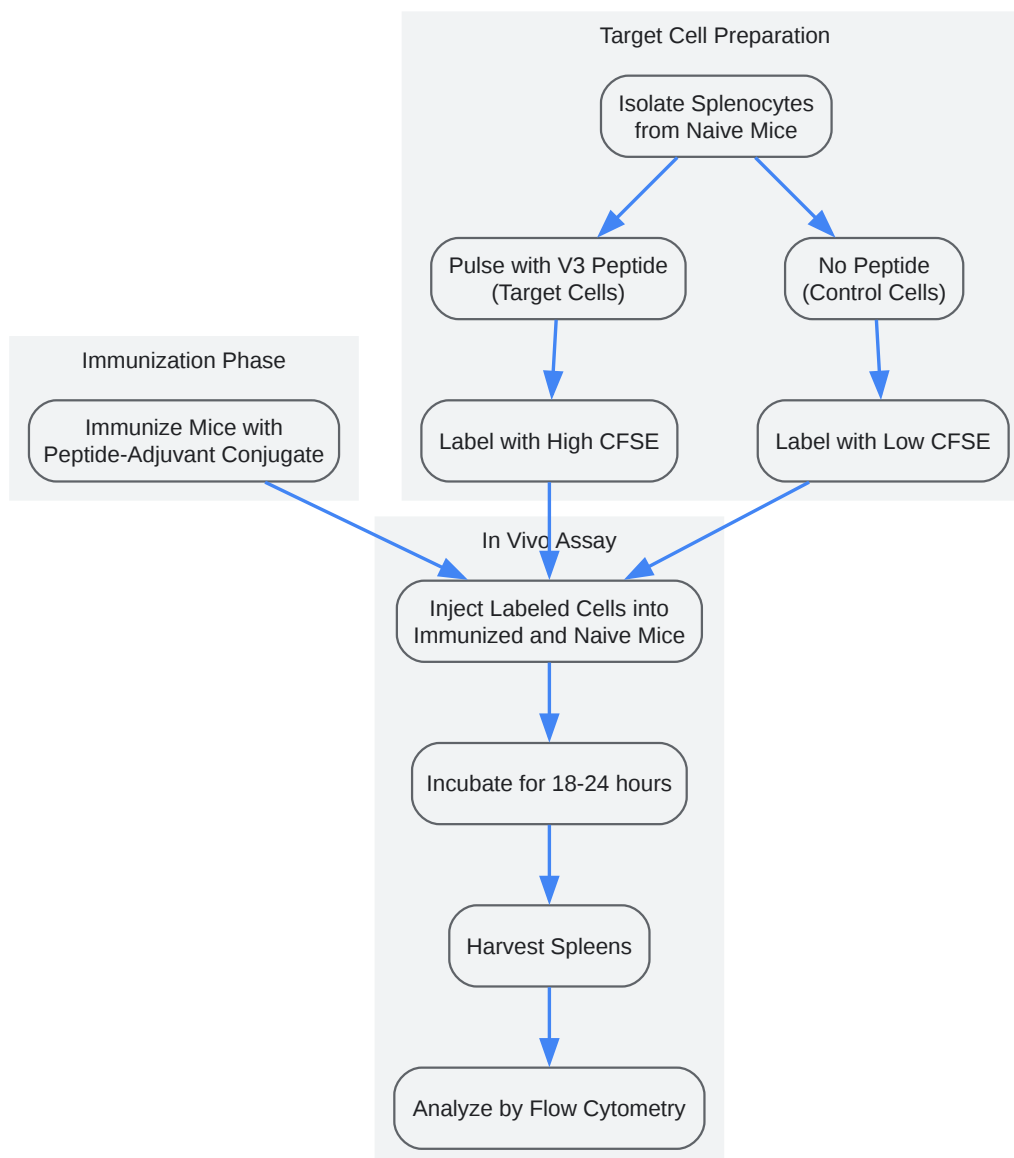 Target Cell Preparation
Isolate Splenocytes
from Naive Mice
Pulse with V3 Peptide
(Target Cells)
No Peptide
(Control Cells)
Label with High CFSE
Label with Low CFSE
Immunization Phase
Immunize Mice with
Peptide-Adjuvant Conjugate
In Vivo Assay
Inject Labeled Cells into
Immunized and Naive Mice
Incubate for 18-24 hours
Harvest Spleens
Analyze by Flow Cytometry